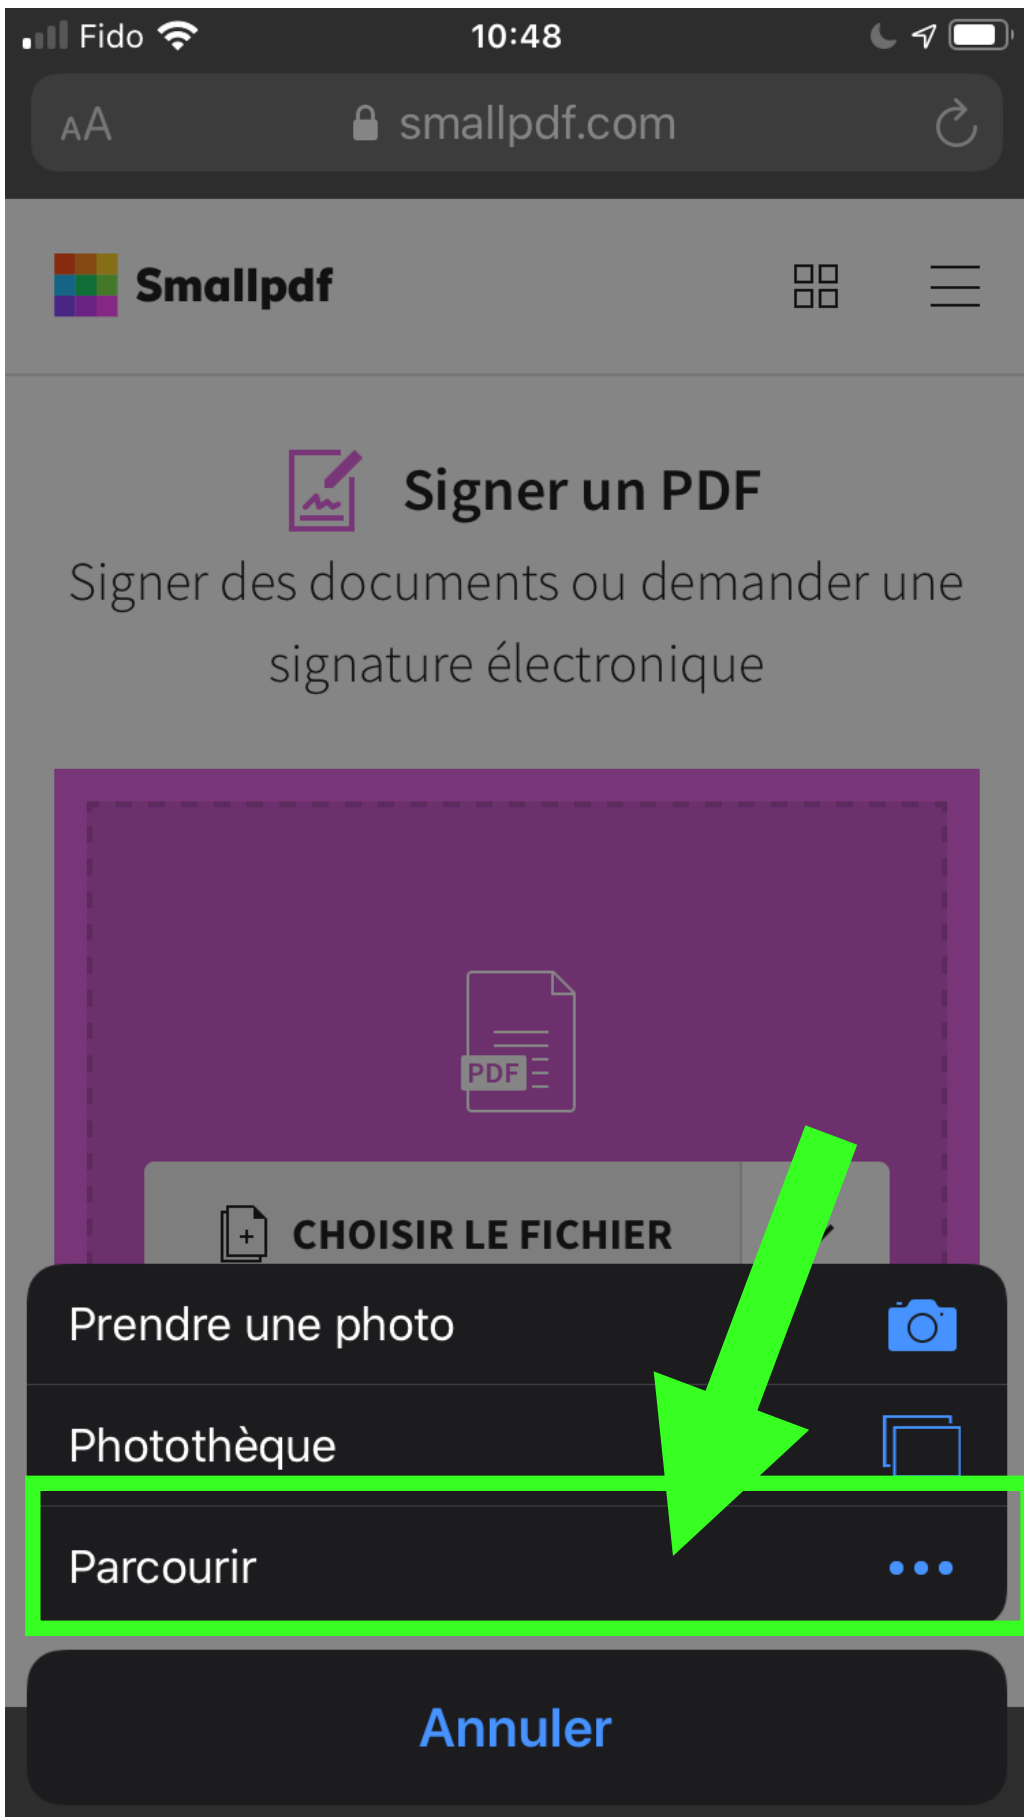 Fido
10:48
AA
smallpdf.com
Smallpdf
Signer un PDF
Signer des documents ou demander une
signature électronique
PDF
CHOISIR LE FICHIER
Prendre une photo
Photothèque
Parcourir
Annuler